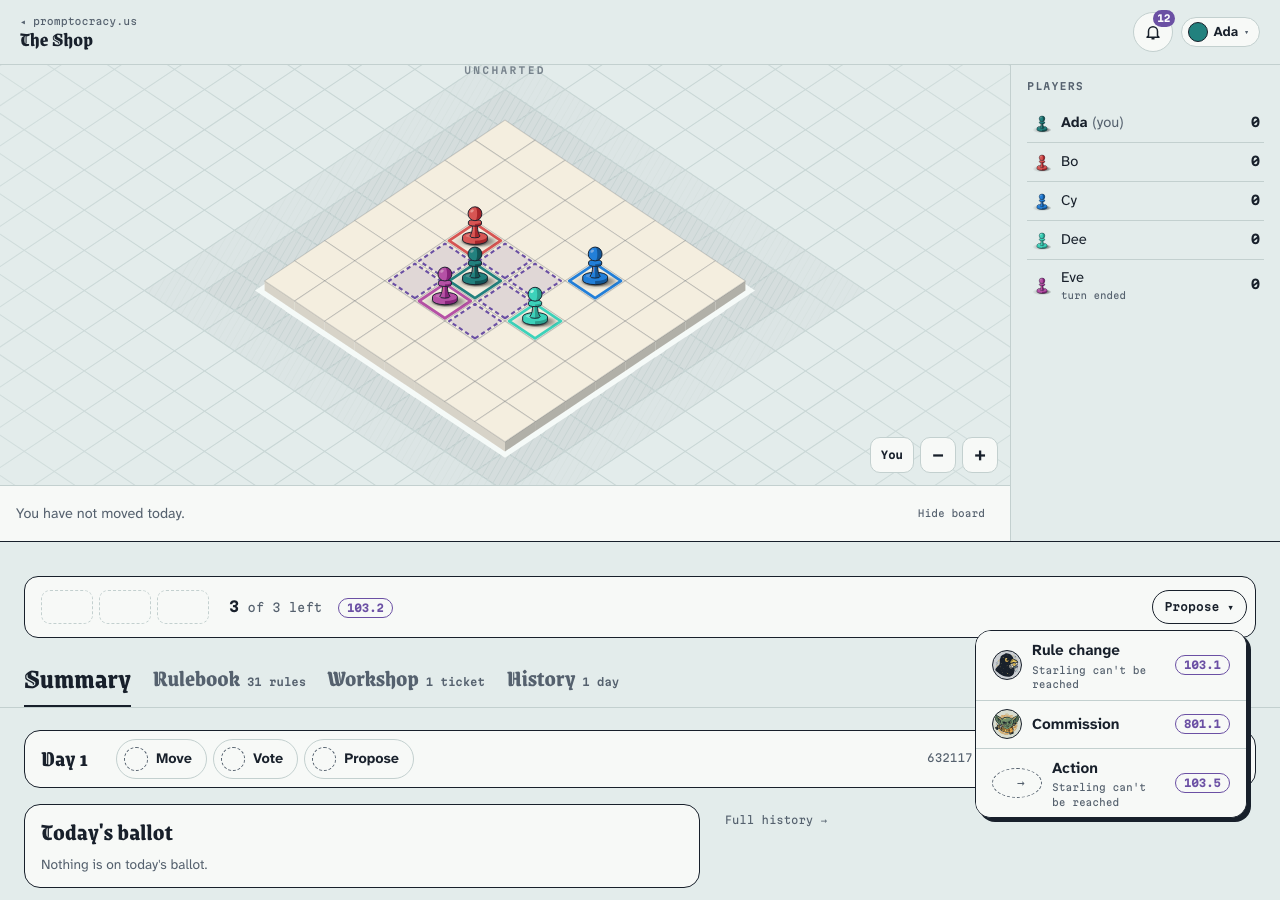 ◂ promptocracy.us
The Shop
12
Ada ▾
UNCHARTED
PLAYERS
Ada (you) 0
Bo 0
Cy 0
Dee 0
Eve 0
turn ended
You − +
You have not moved today. Hide board
3 of 3 left 103.2 Propose ▾
Rule change 103.1
Starling can't be
reached
Summary Rulebook 31 rules Workshop 1 ticket History 1 day
Commission 801.1
Day 1 Move Vote Propose 632117
→ Action 103.5
Starling can't
be reached
Today's ballot Full history →
Nothing is on today's ballot.